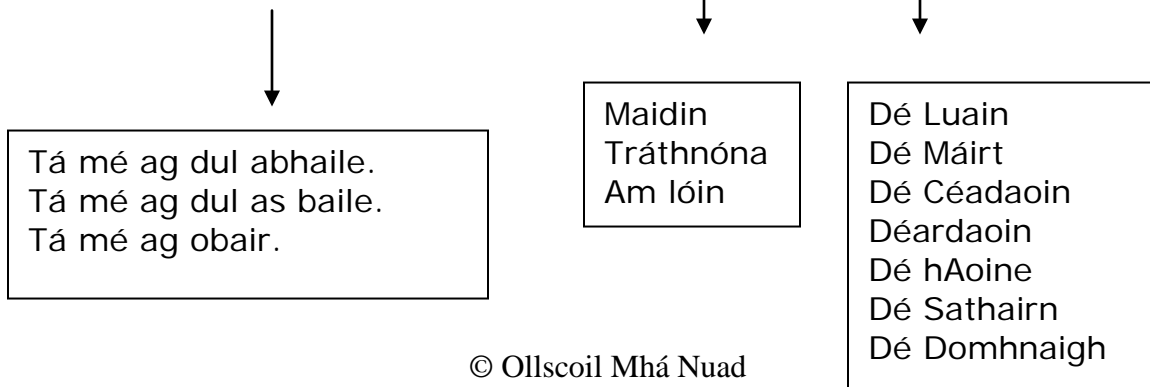 Tá mé ag dul abhaile.
Tá mé ag dul as baile.
Tá mé ag obair.
Maidin
Tráthnóna
Am lóin
Dé Luain
Dé Máirt
Dé Céadaoin
Déardaoin
Dé hAoine
Dé Sathairn
Dé Domhnaigh
© Ollscoil Mhá Nuad